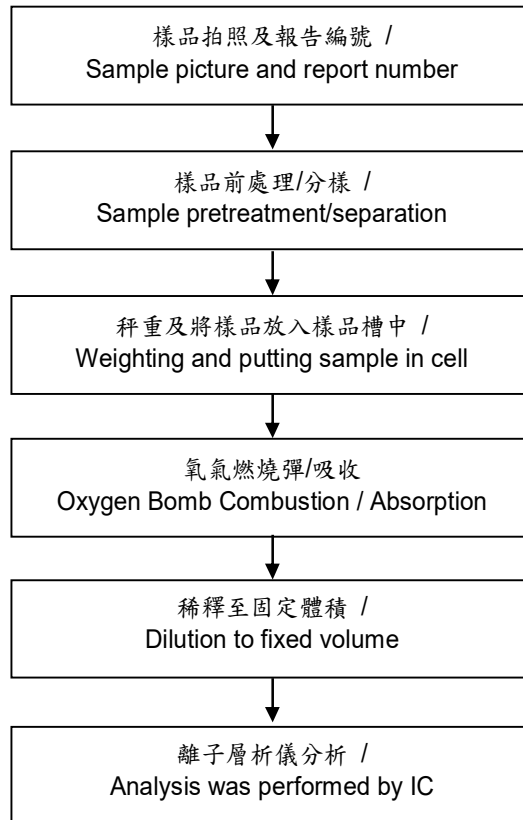 樣品拍照及報告編號 /
Sample picture and report number
樣品前處理/分樣 /
Sample pretreatment/separation
秤重及將樣品放入樣品槽中 /
Weighting and putting sample in cell
氧氣燃燒彈/吸收
Oxygen Bomb Combustion / Absorption
稀釋至固定體積 /
Dilution to fixed volume
離子層析儀分析 /
Analysis was performed by IC